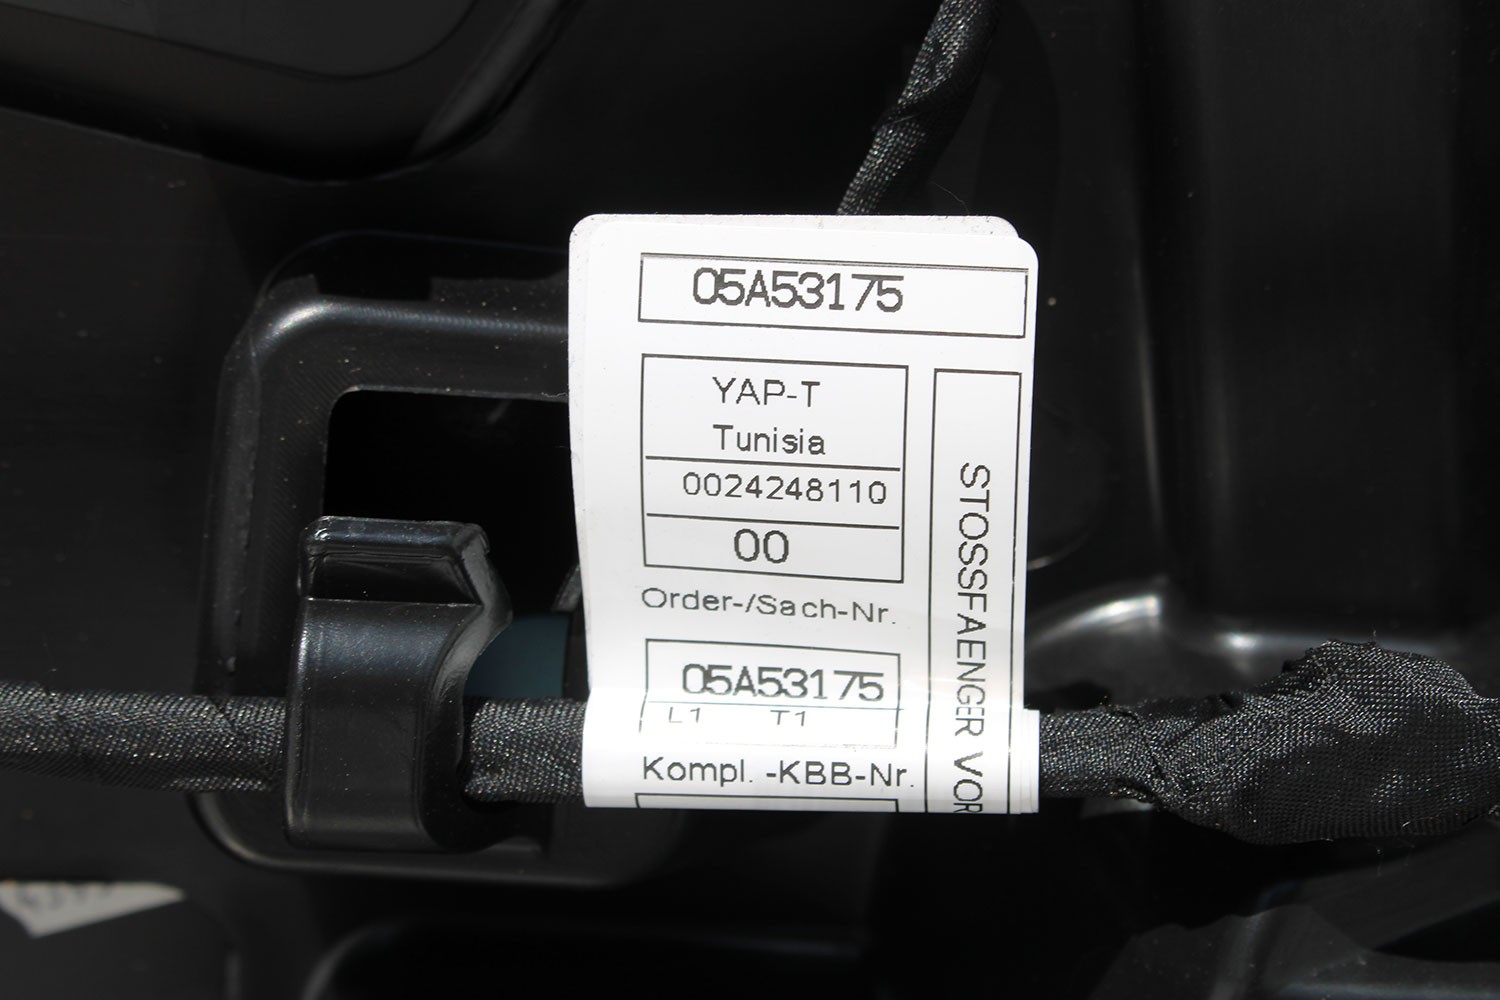 05A53175
YAP-T
Tunisia
0024248110
00
Order-/Sach-Nr.
05A53175
L1 T1
Kompl. -KBB-Nr.
STOSSFAENGER VOR